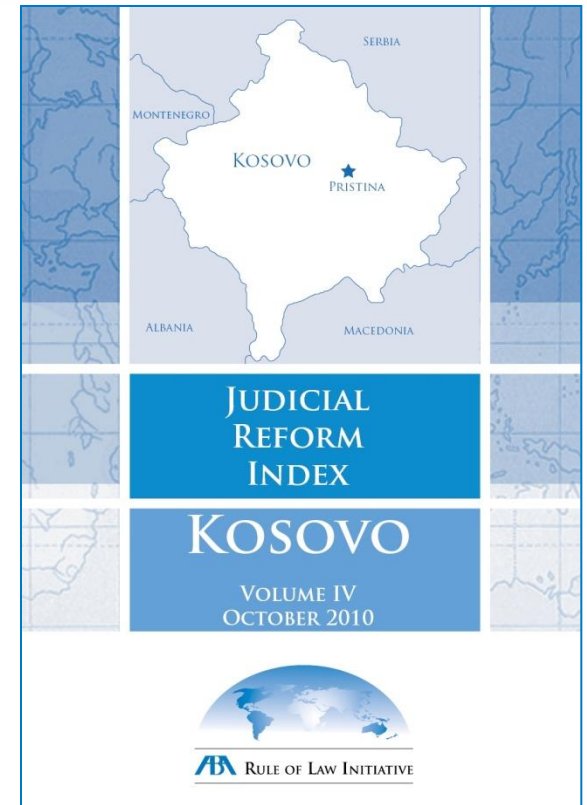 SERBIA
MONTENEGRO
KOSOVO
PRISTINA
ALBANIA
MACEDONIA
JUDICIAL
REFORM
INDEX
KOSOVO
VOLUME IV
OCTOBER 2010
ABA RULE OF LAW INITIATIVE